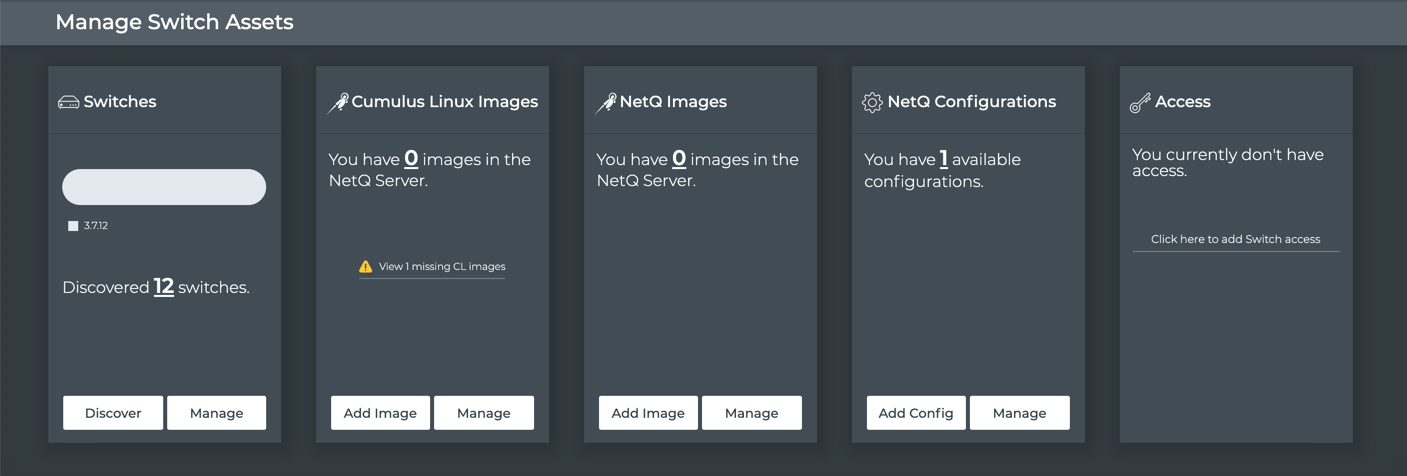 Manage Switch Assets
Switches
3.7.12
Discovered 12 switches.
Discover
Manage
Cumulus Linux Images
You have 0 images in the
NetQ Server.
View 1 missing CL images
Add Image
Manage
NetQ Images
You have 0 images in the
NetQ Server.
Add Image
Manage
NetQ Configurations
You have 1 available
configurations.
Add Config
Manage
Access
You currently don't have
access.
Click here to add Switch access